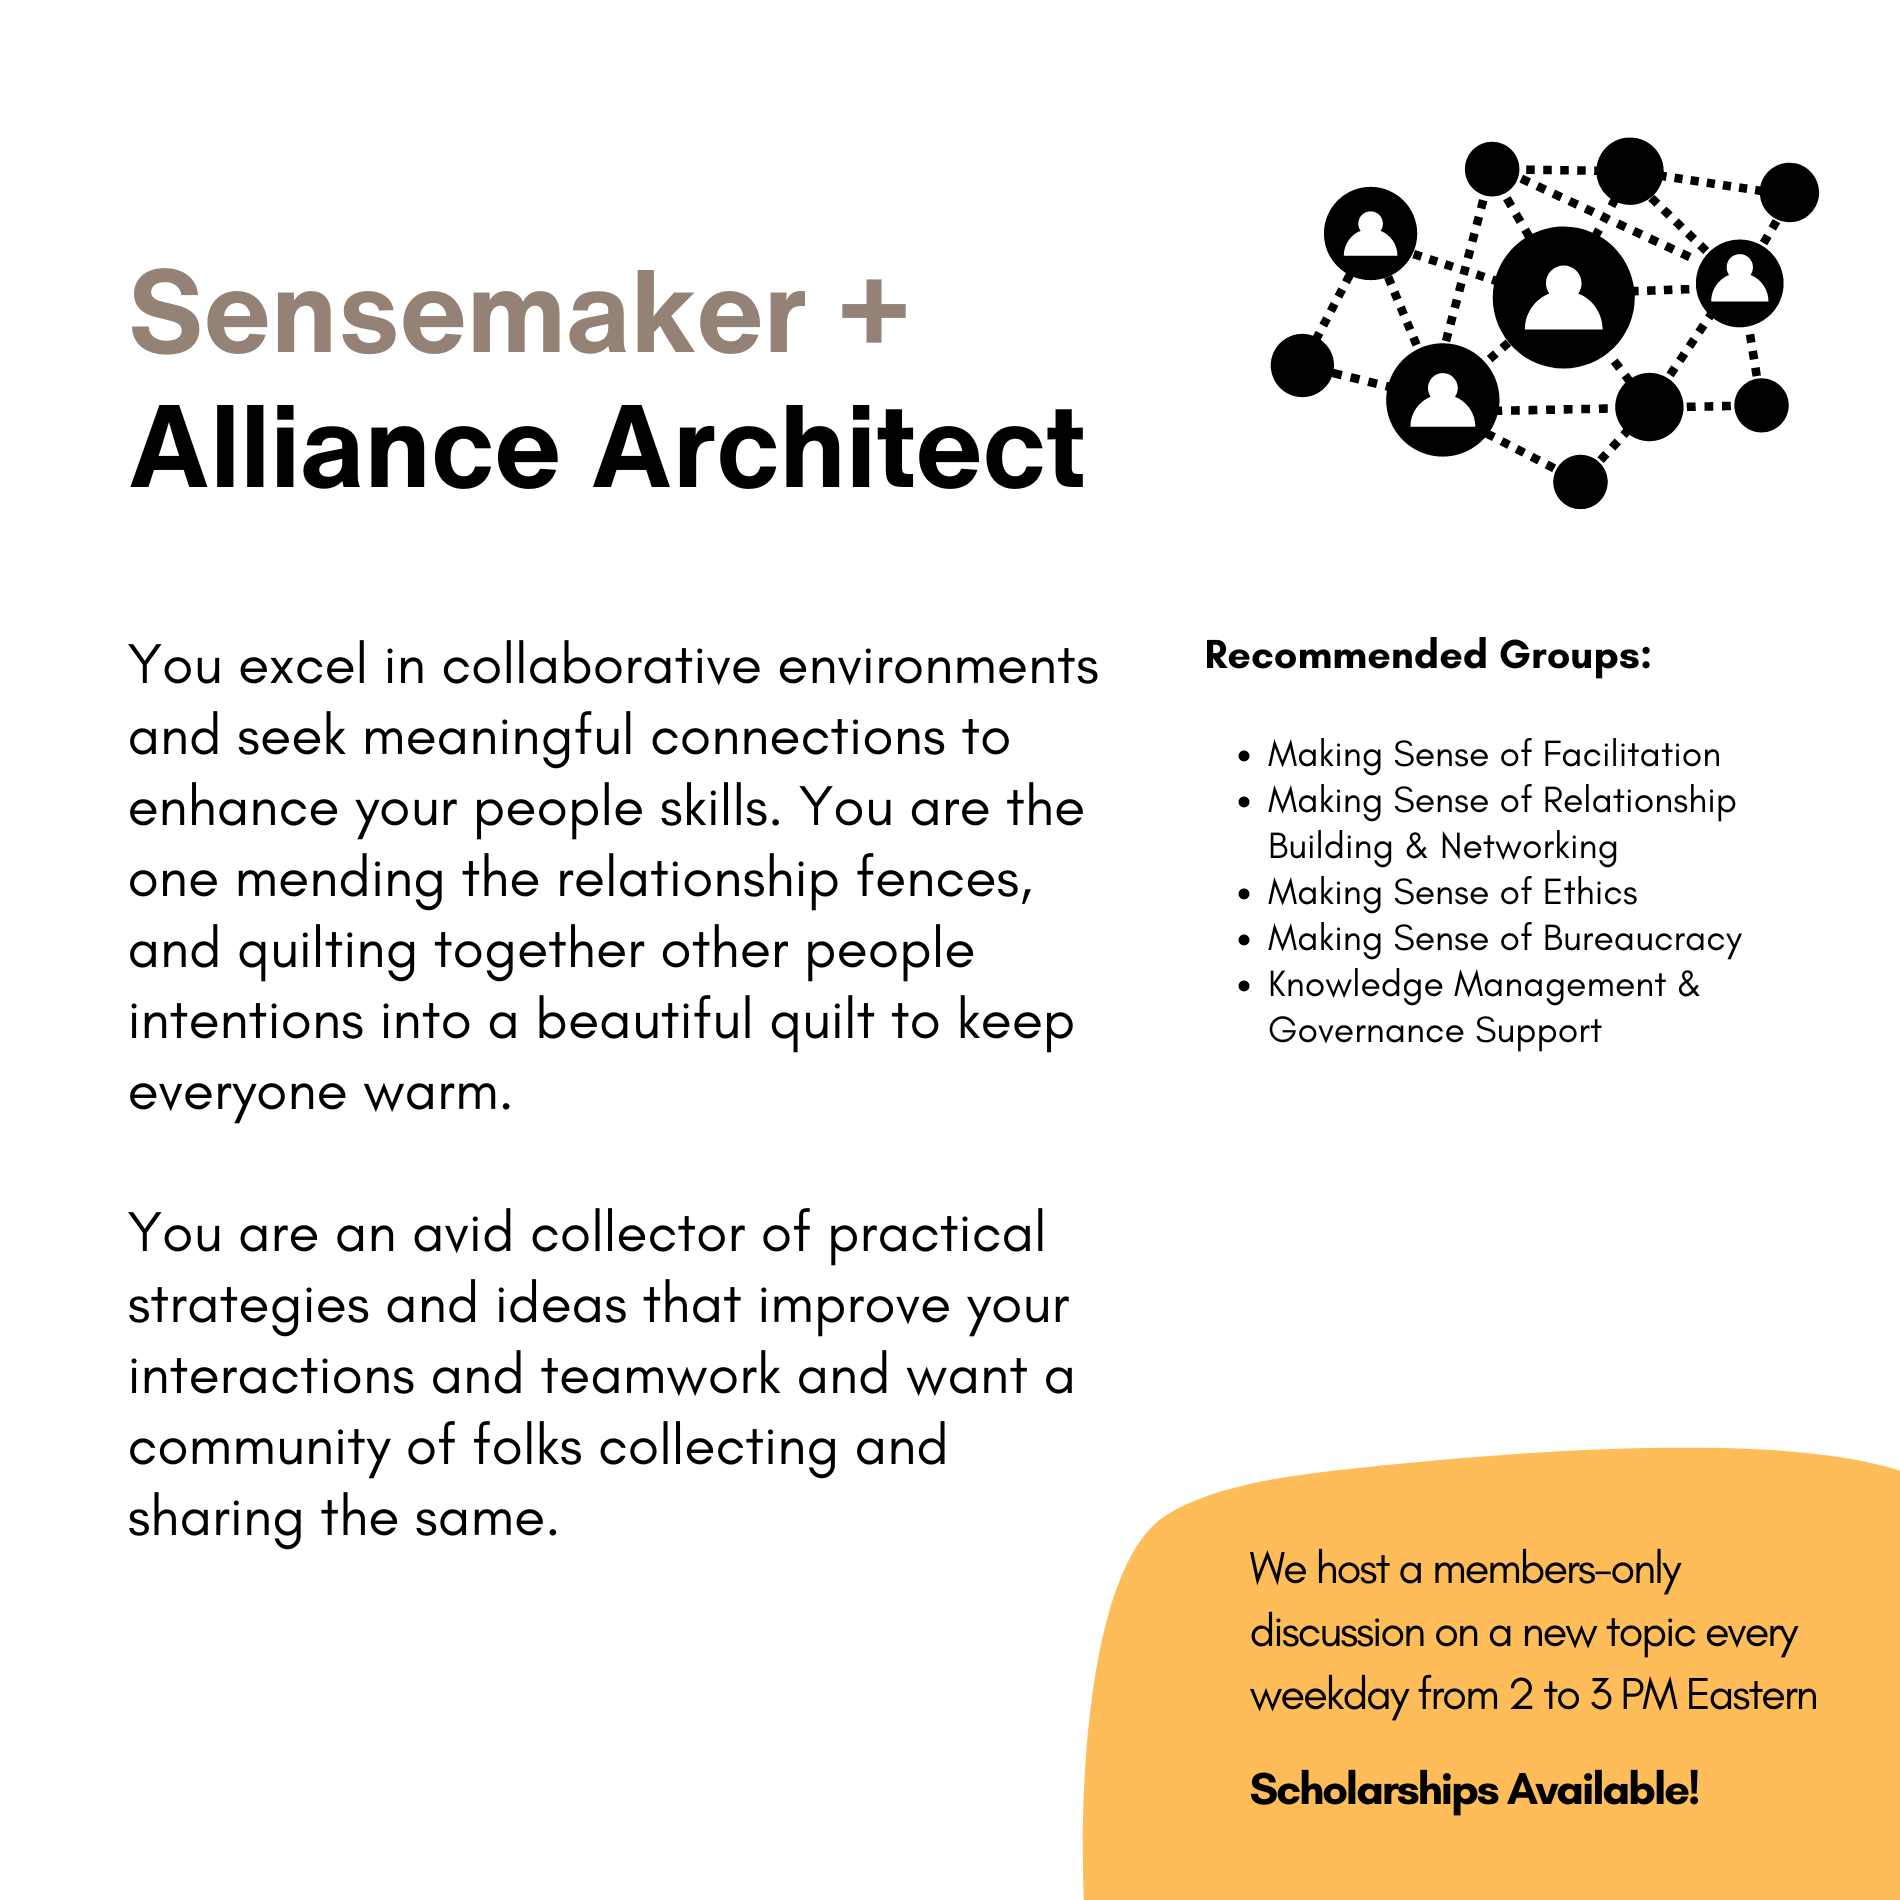 Sensemaker +
Alliance Architect
You excel in collaborative environments
and seek meaningful connections to
enhance your people skills. You are the
one mending the relationship fences,
and quilting together other people
intentions into a beautiful quilt to keep
everyone warm.
You are an avid collector of practical
strategies and ideas that improve your
interactions and teamwork and want a
community of folks collecting and
sharing the same.
Recommended Groups:
• Making Sense of Facilitation
• Making Sense of Relationship
Building & Networking
• Making Sense of Ethics
• Making Sense of Bureaucracy
• Knowledge Management &
Governance Support
We host a members-only
discussion on a new topic every
weekday from 2 to 3 PM Eastern
Scholarships Available!